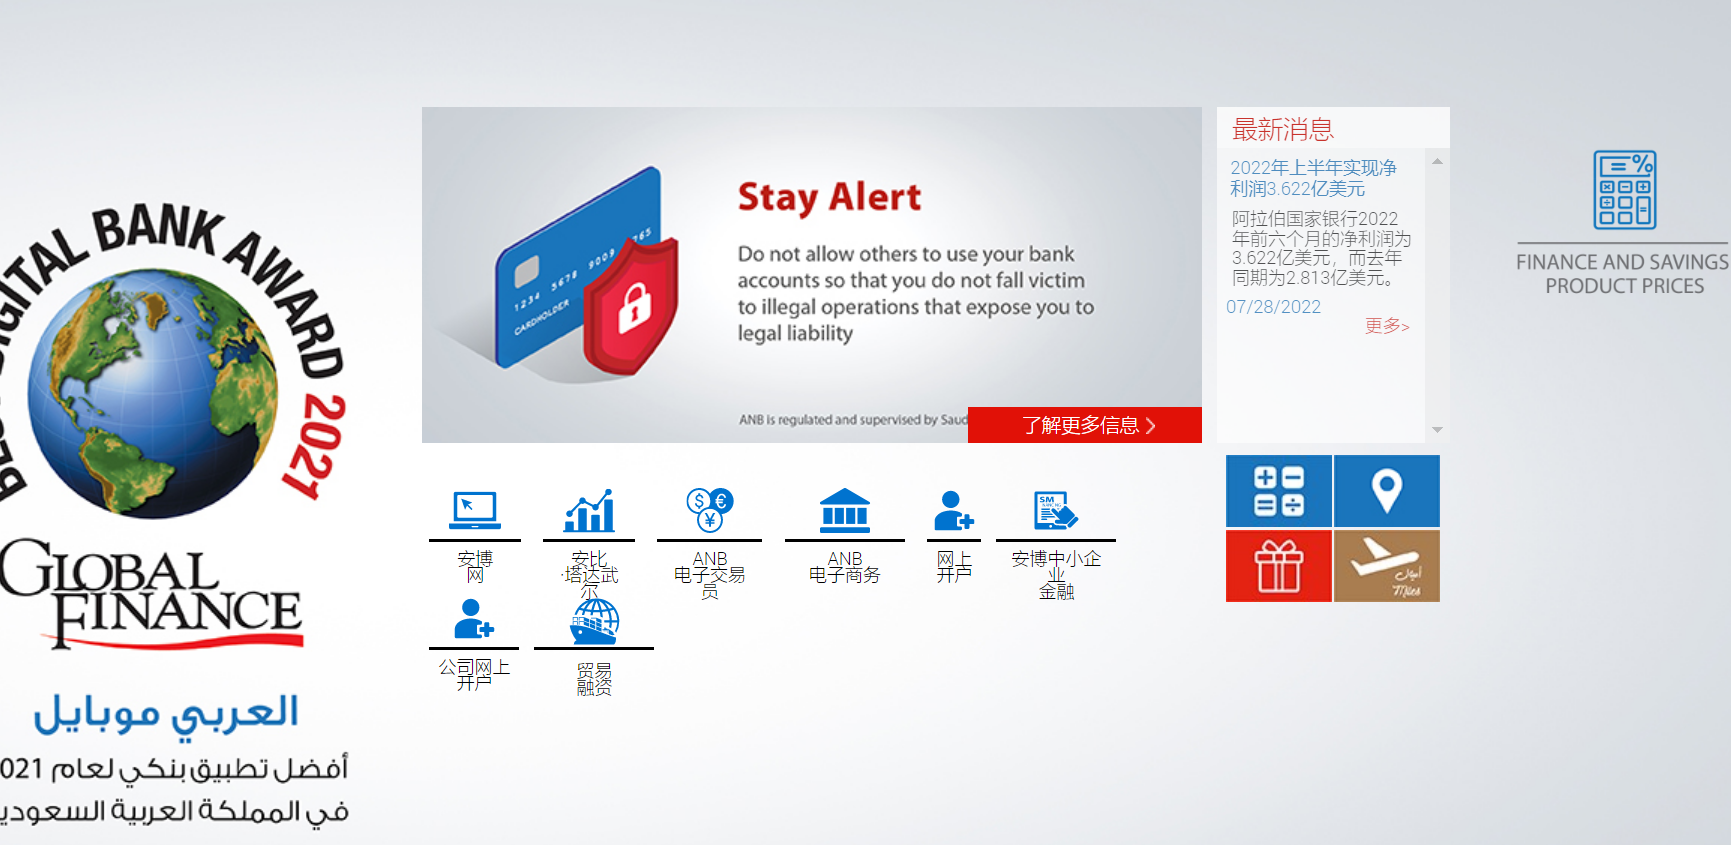 DIGITAL BANK AWARD 2021
GLOBAL
FINANCE
العربي موبايل
أفضل تطبيق بنكي لعام 021
في المملكة العربية السعودي
1234 5678 9009 765
CARDHOLDER
Stay Alert
Do not allow others to use your bank
accounts so that you do not fall victim
to illegal operations that expose you to
legal liability
ANB is regulated and supervised by Saud
了解更多信息
最新消息
2022年上半年实现净
利润3.622亿美元
阿拉伯国家银行2022
年前六个月的净利润为
3.622亿美元，而去年
同期为2.813亿美元。
07/28/2022
更多>
FINANCE AND SAVINGS
PRODUCT PRICES
安博
网
安比
·塔达武
尔
ANB
电子交易
员
ANB
电子商务
网上
开户
SM
安博中小企
业
金融
公司网上
开户
贸易
融资
أميال
Miles